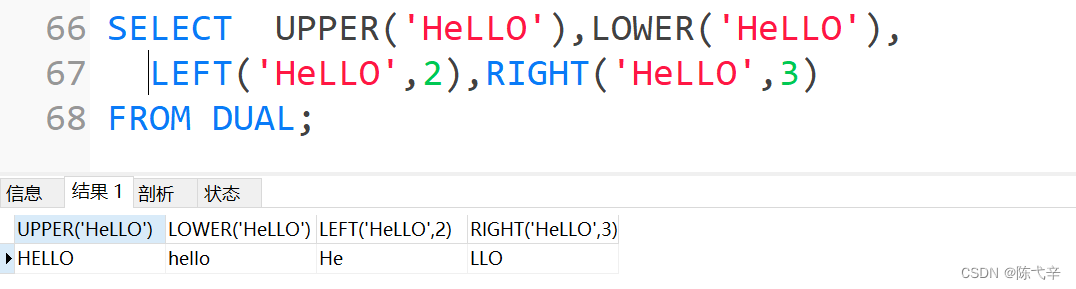 66 SELECT  UPPER('HeLLO'),LOWER('HeLLO'),
67   LEFT('HeLLO',2),RIGHT('HeLLO',3)
68 FROM DUAL;
信息 结果 1 剖析 状态
UPPER('HeLLO') LOWER('HeLLO') LEFT('HeLLO',2) RIGHT('HeLLO',3)
HELLO hello He LLO
CSDN @陈弋辛